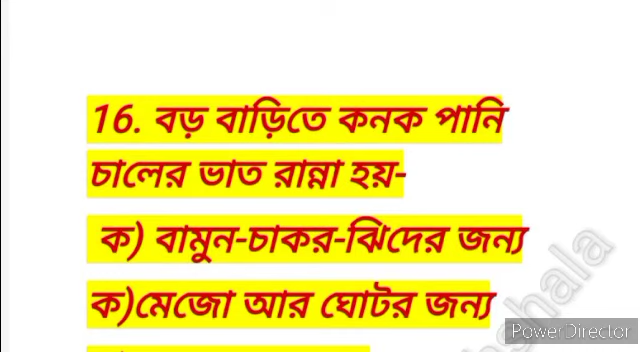 16. বড় বাড়িতে কনক পানি
চালের ভাত রান্না হয়-
ক) বামুন-চাকর-ঝিদের জন্য
ক)মেজো আর ঘোটর জন্য
PowerDirector